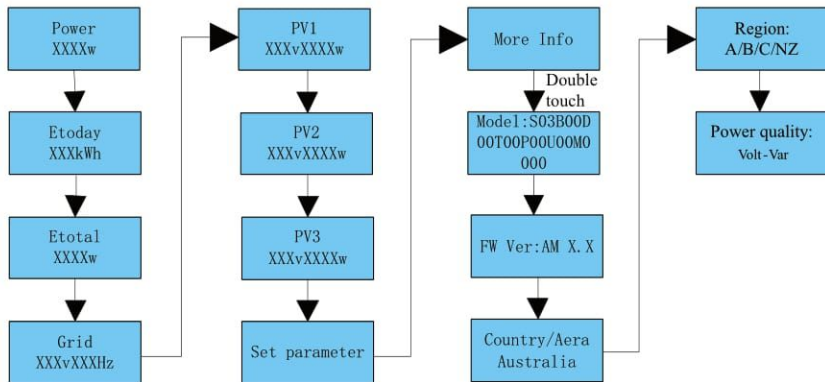 Power
XXXXw
Etoday
XXXkWh
Etotal
XXXXw
Grid
XXXvXXXHz
PV1
XXXvXXXXw
PV2
XXXvXXXXw
PV3
XXXvXXXXw
Set parameter
More Info
Double
touch
Model:S03B00D
00T00P00U00M0
000
FW Ver:AM X.X
Country/Aera
Australia
Region:
A/B/C/NZ
Power quality:
Volt-Var